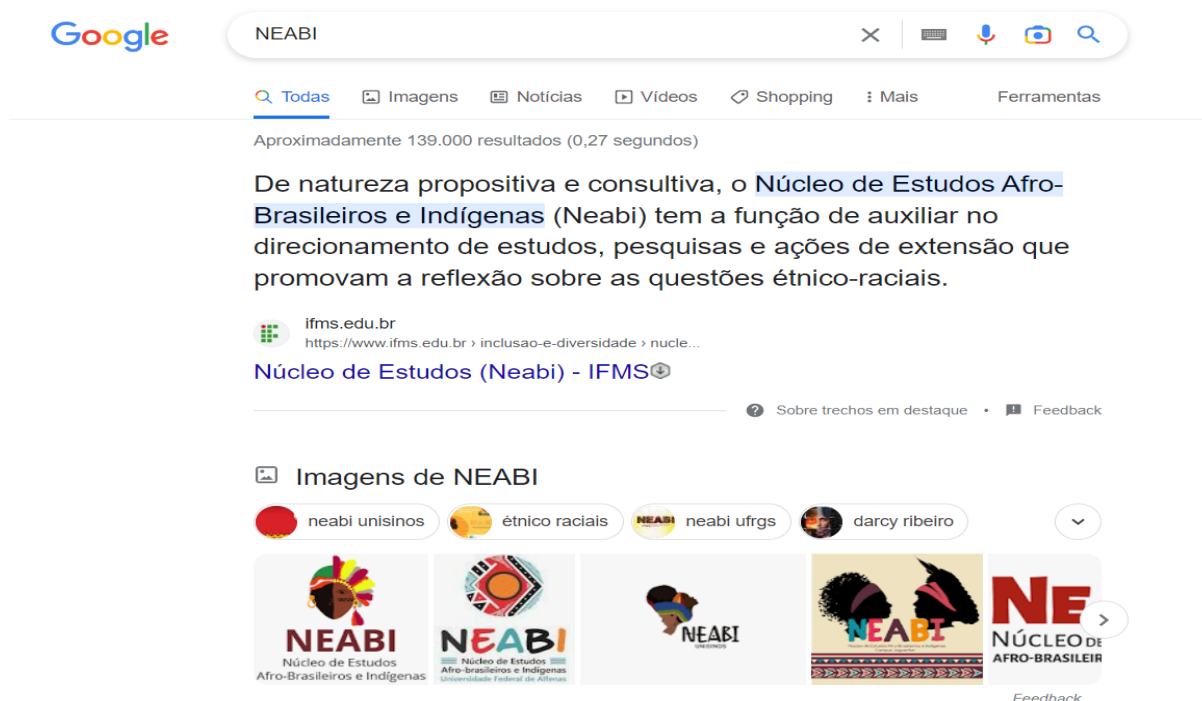 Google
NEABI
Todas Imagens Notícias Vídeos Shopping Mais Ferramentas
Aproximadamente 139.000 resultados (0,27 segundos)
De natureza propositiva e consultiva, o Núcleo de Estudos Afro-
Brasileiros e Indígenas (Neabi) tem a função de auxiliar no
direcionamento de estudos, pesquisas e ações de extensão que
promovam a reflexão sobre as questões étnico-raciais.
ifms.edu.br
https://www.ifms.edu.br › inclusao-e-diversidade › nucle...
Núcleo de Estudos (Neabi) - IFMS
Sobre trechos em destaque • Feedback
Imagens de NEABI
neabi unisinos étnico raciais NEABI neabi ufrgs darcy ribeiro
NEABI
Núcleo de Estudos
Afro-Brasileiros e Indígenas
NEABI
Núcleo de Estudos
Afro-brasileiros e Indígenas
Universidade Federal de Alfenas
NEABI
UNISINOS
NEABI
NE
NÚCLEO DE
AFRO-BRASILEIR
Feedback